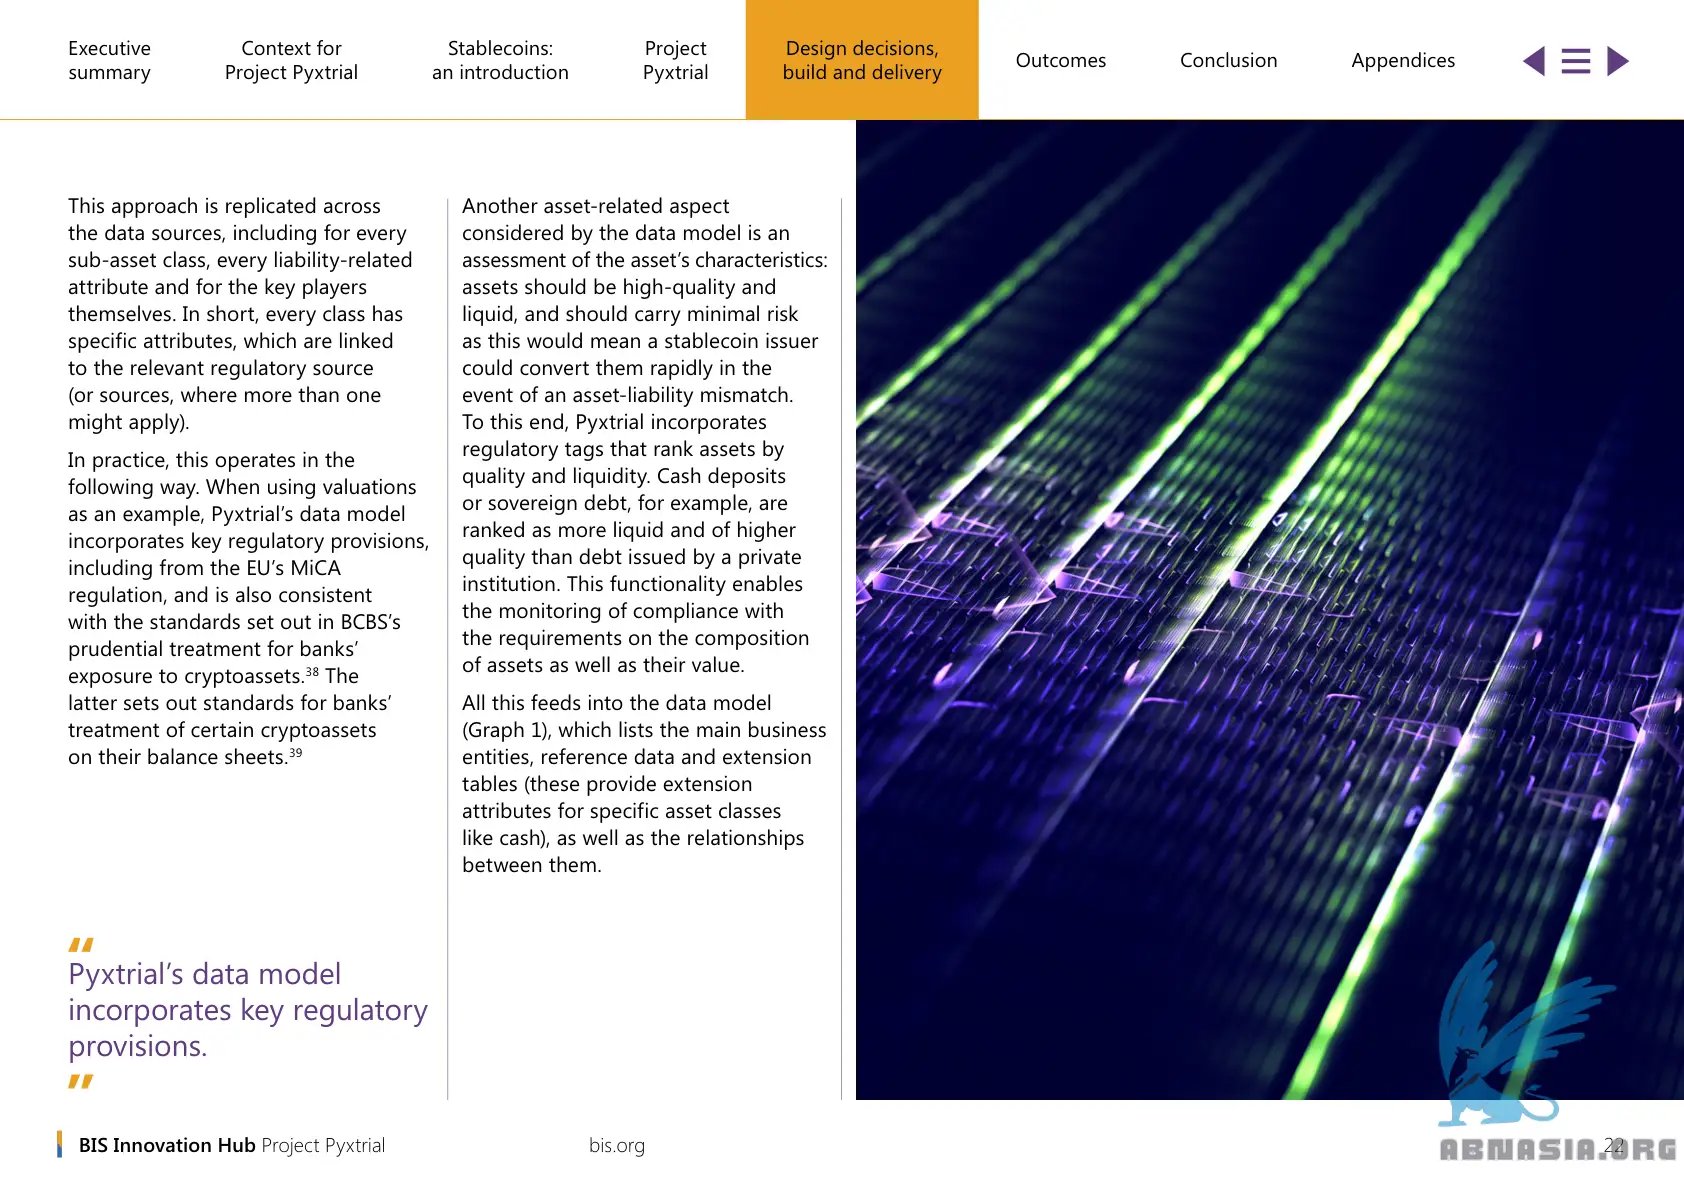 Executive
summary
Context for
Project Pyxtrial
Stablecoins:
an introduction
Project
Pyxtrial
Design decisions,
build and delivery
Outcomes
Conclusion
Appendices
This approach is replicated across
the data sources, including for every
sub-asset class, every liability-related
attribute and for the key players
themselves. In short, every class has
specific attributes, which are linked
to the relevant regulatory source
(or sources, where more than one
might apply).
In practice, this operates in the
following way. When using valuations
as an example, Pyxtrial’s data model
incorporates key regulatory provisions,
including from the EU’s MiCA
regulation, and is also consistent
with the standards set out in BCBS’s
prudential treatment for banks’
exposure to cryptoassets.38 The
latter sets out standards for banks’
treatment of certain cryptoassets
on their balance sheets.39
“
Pyxtrial’s data model
incorporates key regulatory
provisions.
”
Another asset-related aspect
considered by the data model is an
assessment of the asset’s characteristics:
assets should be high-quality and
liquid, and should carry minimal risk
as this would mean a stablecoin issuer
could convert them rapidly in the
event of an asset-liability mismatch.
To this end, Pyxtrial incorporates
regulatory tags that rank assets by
quality and liquidity. Cash deposits
or sovereign debt, for example, are
ranked as more liquid and of higher
quality than debt issued by a private
institution. This functionality enables
the monitoring of compliance with
the requirements on the composition
of assets as well as their value.
All this feeds into the data model
(Graph 1), which lists the main business
entities, reference data and extension
tables (these provide extension
attributes for specific asset classes
like cash), as well as the relationships
between them.
BIS Innovation Hub Project Pyxtrial
bis.org
22
ABNASIA.ORG